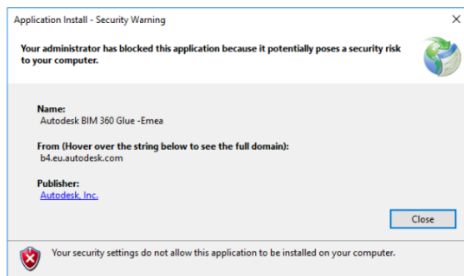 Application Install - Security Warning
Your administrator has blocked this application because it potentially poses a security risk
to your computer.
Name:
Autodesk BIM 360 Glue -Emea
From (Hover over the string below to see the full domain):
b4.eu.autodesk.com
Publisher:
Autodesk, Inc.
Close
Your security settings do not allow this application to be installed on your computer.